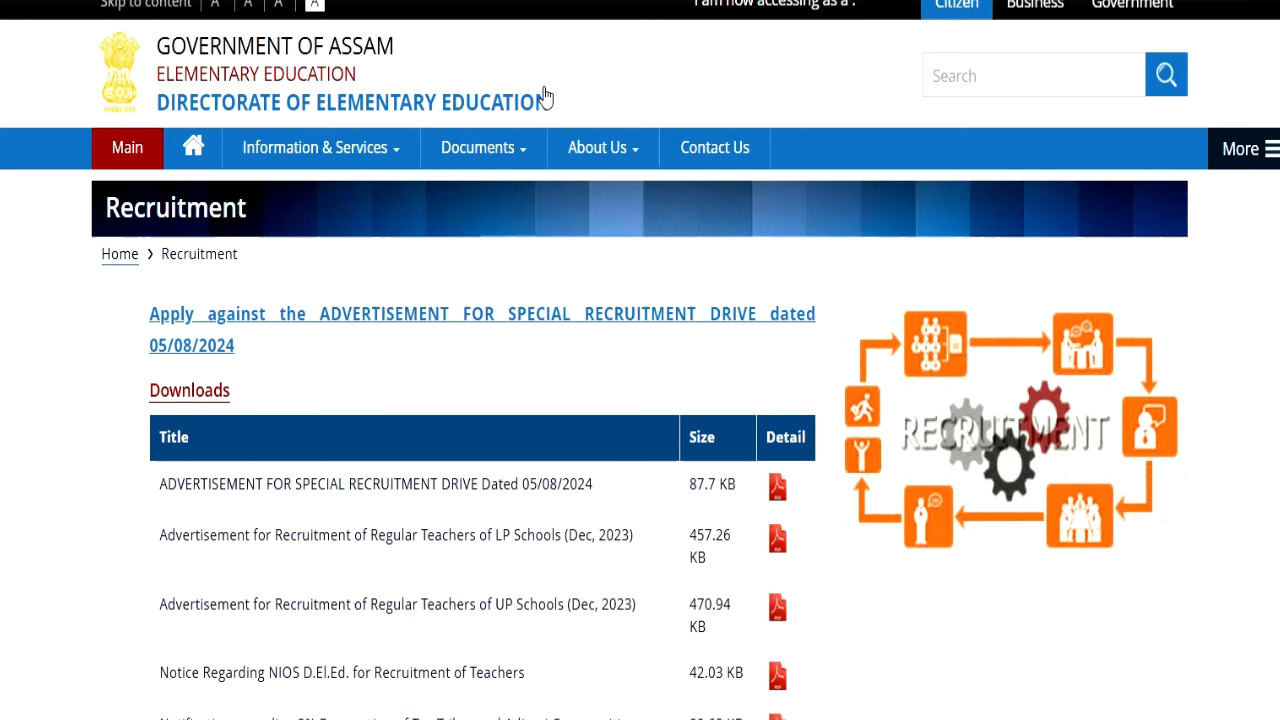 Skip to content A A A A I am now accessing as a : Citizen Business Government
GOVERNMENT OF ASSAM
ELEMENTARY EDUCATION
DIRECTORATE OF ELEMENTARY EDUCATION
Search
Main Information & Services Documents About Us Contact Us More
Recruitment
Home › Recruitment
Apply against the ADVERTISEMENT FOR SPECIAL RECRUITMENT DRIVE dated
05/08/2024
RECRUITMENT
Downloads
Title Size Detail
ADVERTISEMENT FOR SPECIAL RECRUITMENT DRIVE Dated 05/08/2024 87.7 KB
Advertisement for Recruitment of Regular Teachers of LP Schools (Dec, 2023) 457.26
KB
Advertisement for Recruitment of Regular Teachers of UP Schools (Dec, 2023) 470.94
KB
Notice Regarding NIOS D.El.Ed. for Recruitment of Teachers 42.03 KB